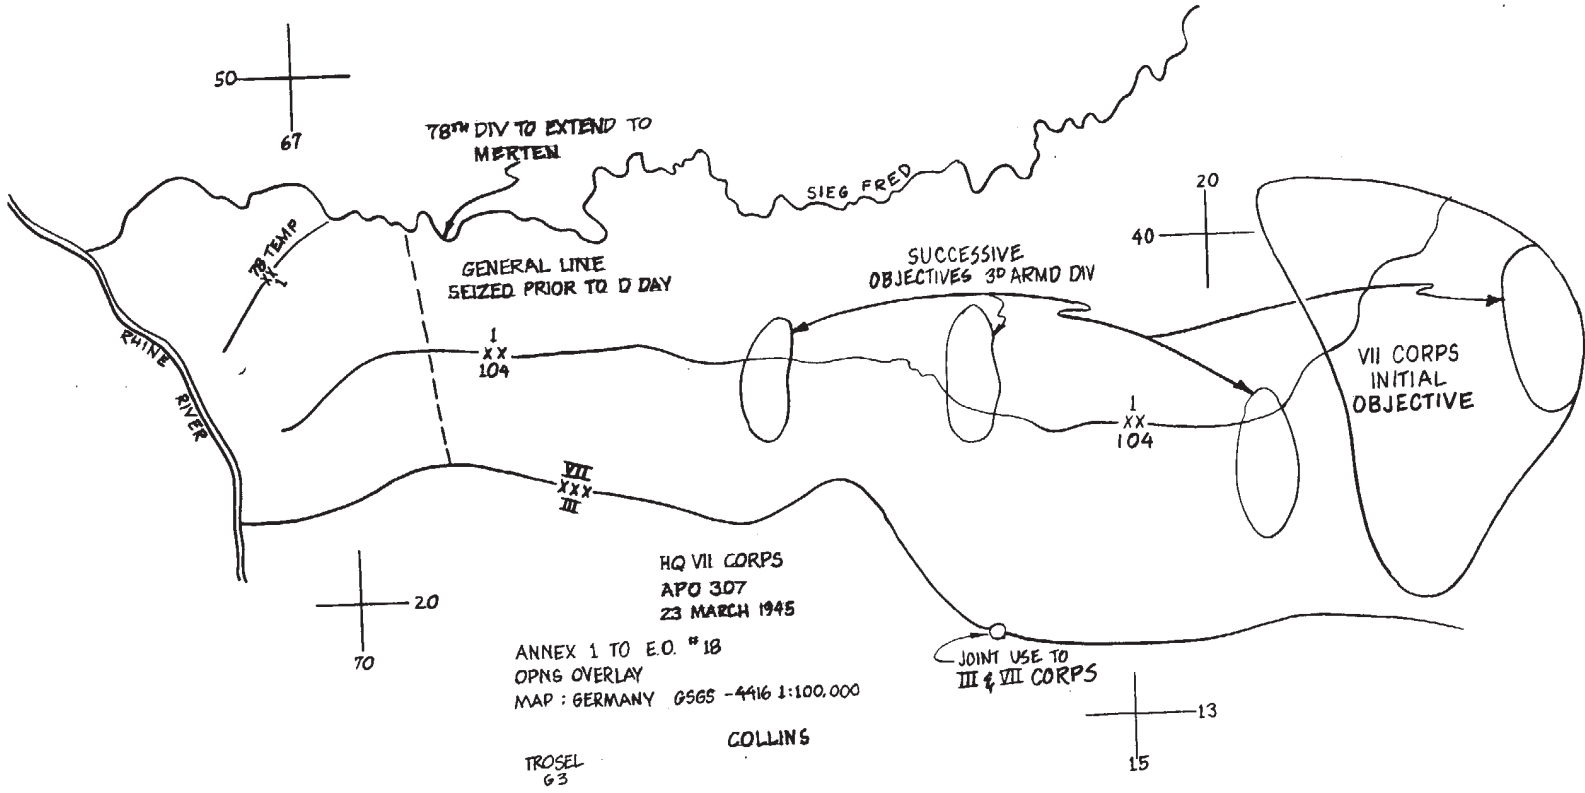 50
67
78TH DIV TO EXTEND TO
MERTEN
SIEG FRED
20
40
78 TEMP
XX
1
GENERAL LINE
SEIZED PRIOR TO D DAY
SUCCESSIVE
OBJECTIVES 3D ARMD DIV
RHINE
RIVER
1
XX
104
VII CORPS
INITIAL
OBJECTIVE
1
XX
104
VII
XXX
III
HQ VII CORPS
APO 307
23 MARCH 1945
20
70
ANNEX 1 TO E.O. #18
OPNS OVERLAY
MAP : GERMANY GSGS -4416 1:100,000
JOINT USE TO
III & VII CORPS
13
15
COLLINS
TROSEL
G3